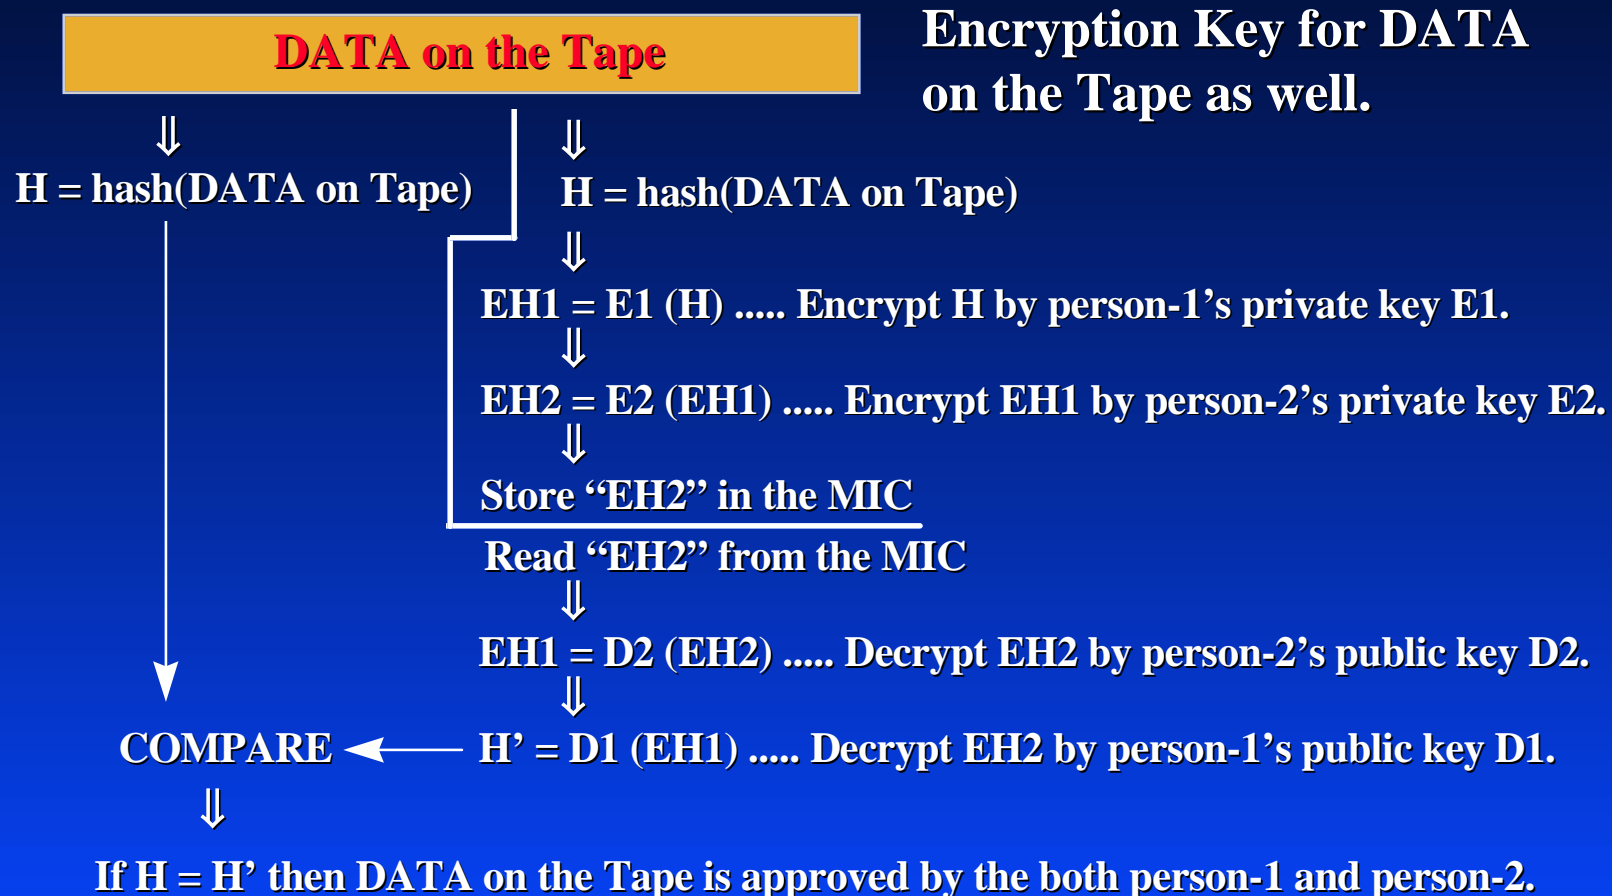 DATA on the Tape
Encryption Key for DATA
on the Tape as well.
⇓
⇓
H = hash(DATA on Tape)
H = hash(DATA on Tape)
⇓
EH1 = E1 (H) ..... Encrypt H by person-1’s private key E1.
⇓
EH2 = E2 (EH1) ..... Encrypt EH1 by person-2’s private key E2.
⇓
Store “EH2” in the MIC
Read “EH2” from the MIC
⇓
EH1 = D2 (EH2) ..... Decrypt EH2 by person-2’s public key D2.
⇓
COMPARE
H’ = D1 (EH1) ..... Decrypt EH2 by person-1’s public key D1.
⇓
If H = H’ then DATA on the Tape is approved by the both person-1 and person-2.